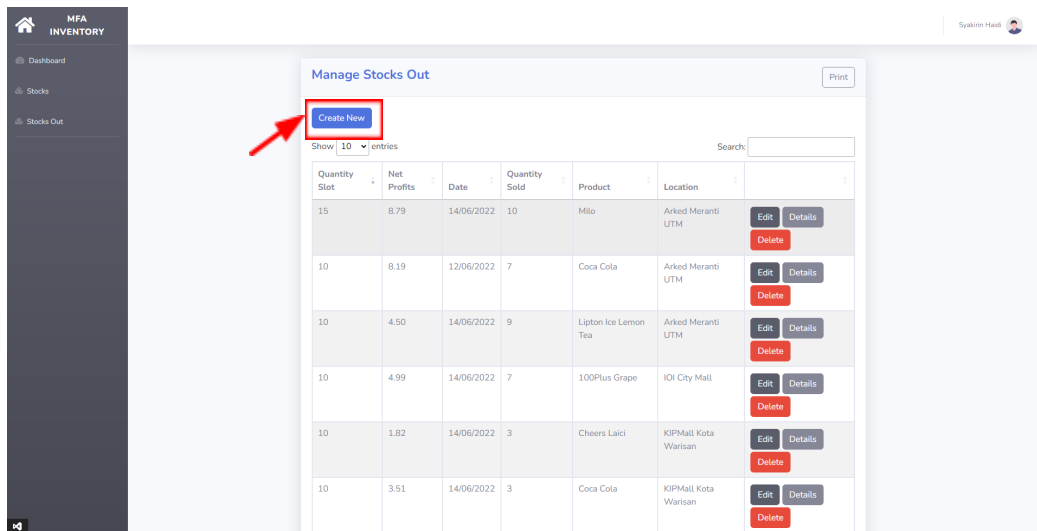 MFA
INVENTORY
Syakirin Haidi
Dashboard
Stocks
Stocks Out
Manage Stocks Out
Print
Create New
Show 10 entries
Search:
Quantity Slot Net Profits Date Quantity Sold Product Location
15 8.79 14/06/2022 10 Milo Arked Meranti UTM Edit Details
Delete
10 8.19 12/06/2022 7 Coca Cola Arked Meranti UTM Edit Details
Delete
10 4.50 14/06/2022 9 Lipton Ice Lemon Tea Arked Meranti UTM Edit Details
Delete
10 4.99 14/06/2022 7 100Plus Grape IOI City Mall Edit Details
Delete
10 1.82 14/06/2022 3 Cheers Laici KIPMall Kota Warisan Edit Details
Delete
10 3.51 14/06/2022 3 Coca Cola KIPMall Kota Warisan Edit Details
Delete